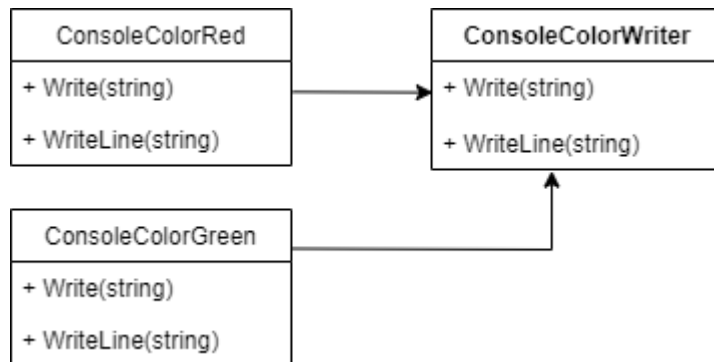 ConsoleColorRed
+ Write(string)
+ WriteLine(string)
ConsoleColorWriter
+ Write(string)
+ WriteLine(string)
ConsoleColorGreen
+ Write(string)
+ WriteLine(string)